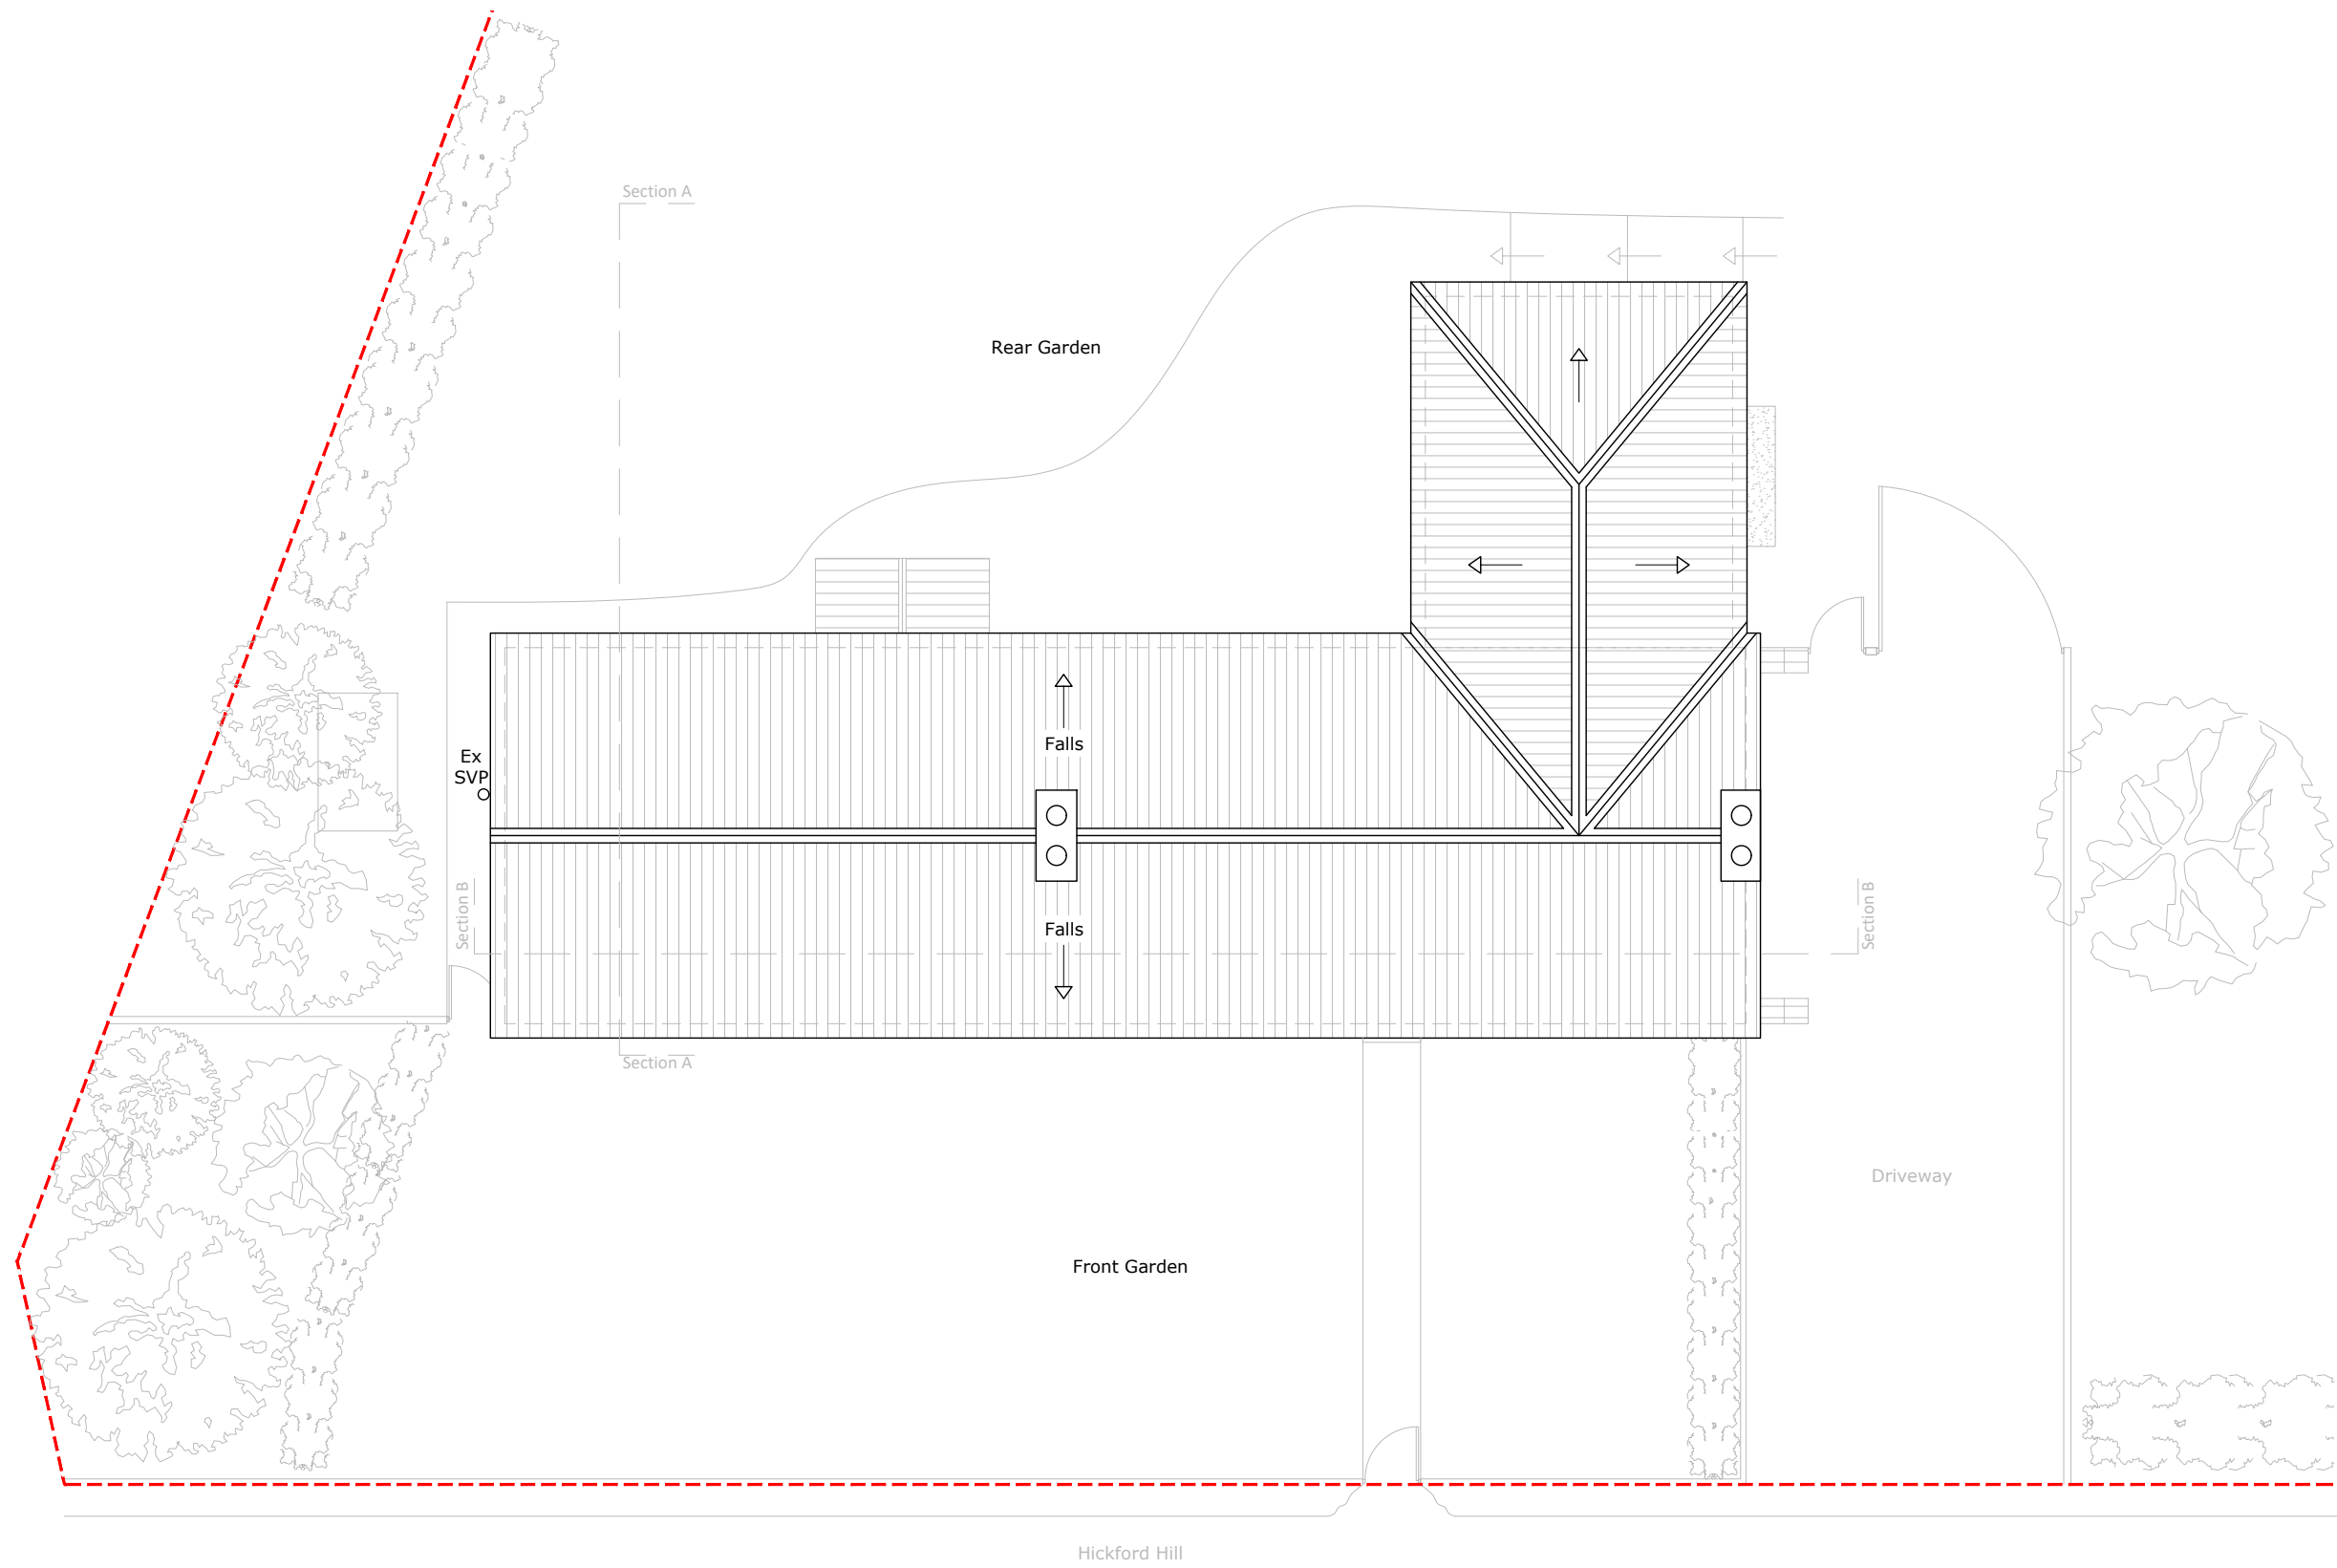 Section A
Rear Garden
Ex
SVP
Falls
Section B
Falls
Section B
Section A
Driveway
Front Garden
Hickford Hill